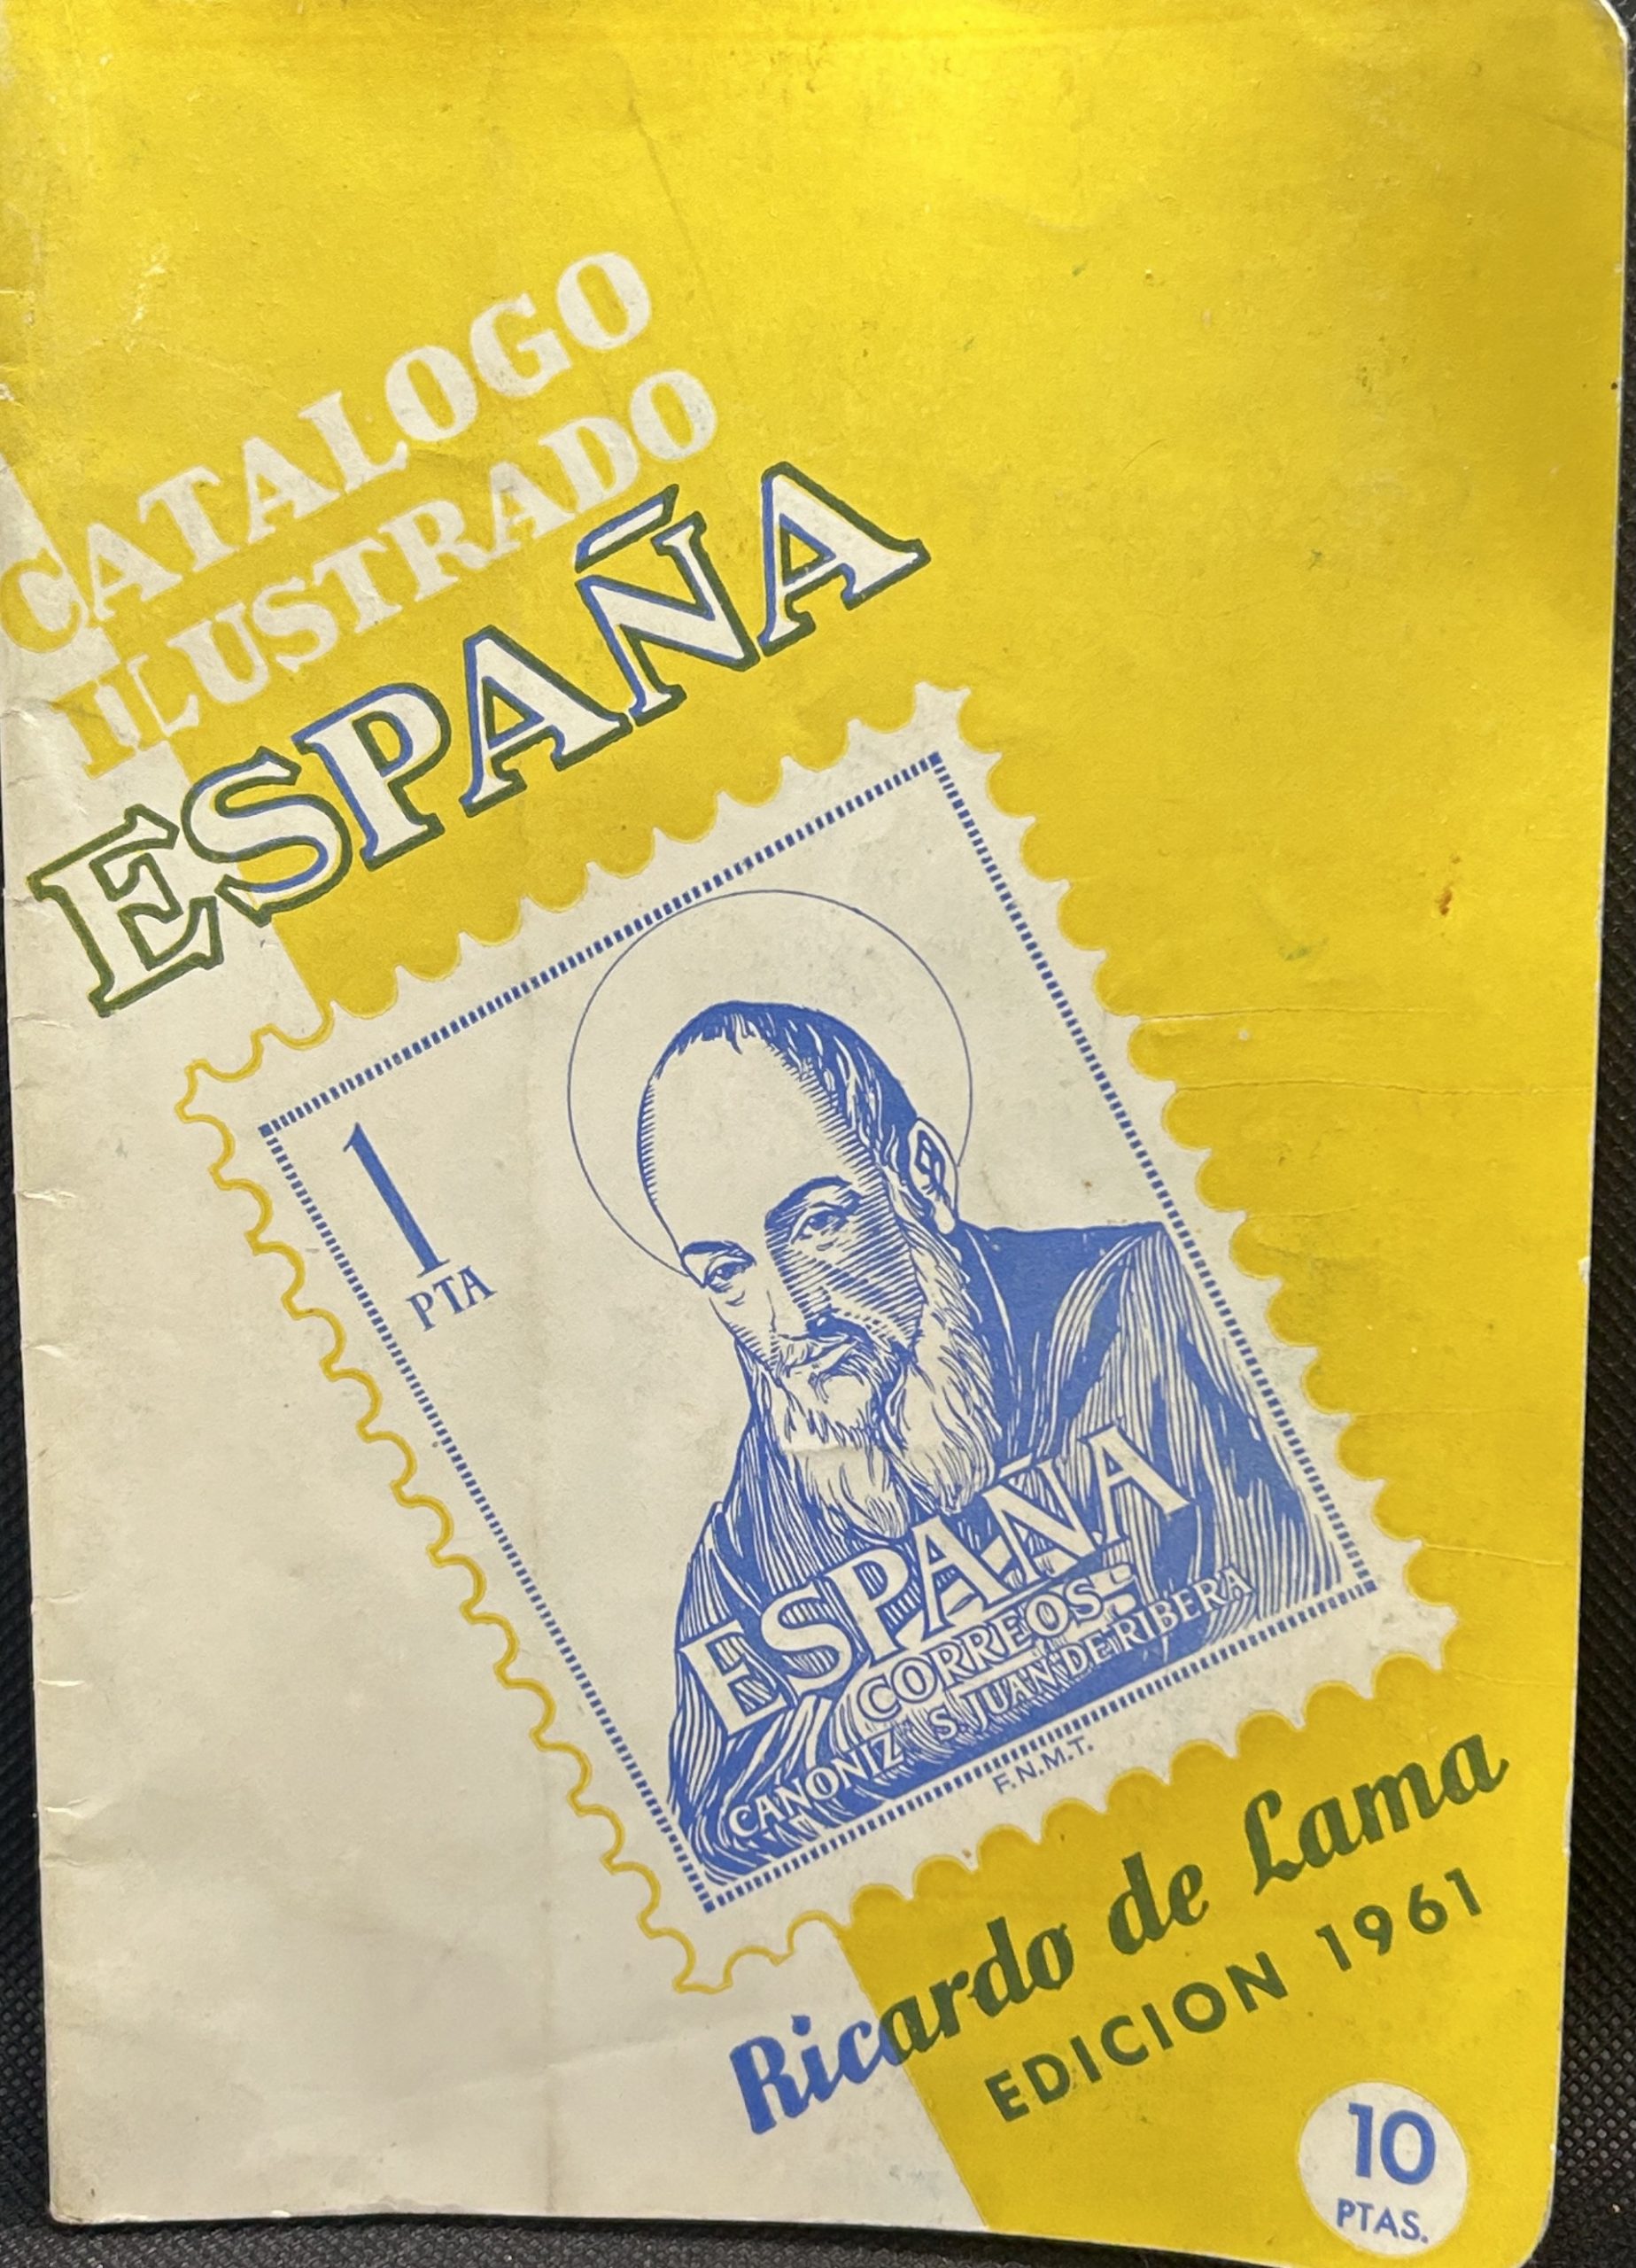 CATALOGO
ILUSTRADO
ESPAÑA
1
PTA
ESPAÑA
CORREOS
CANONIZ S. JUAN DE RIBERA
F.N.M.T.
Ricardo de Lama
EDICION 1961
10
PTAS.